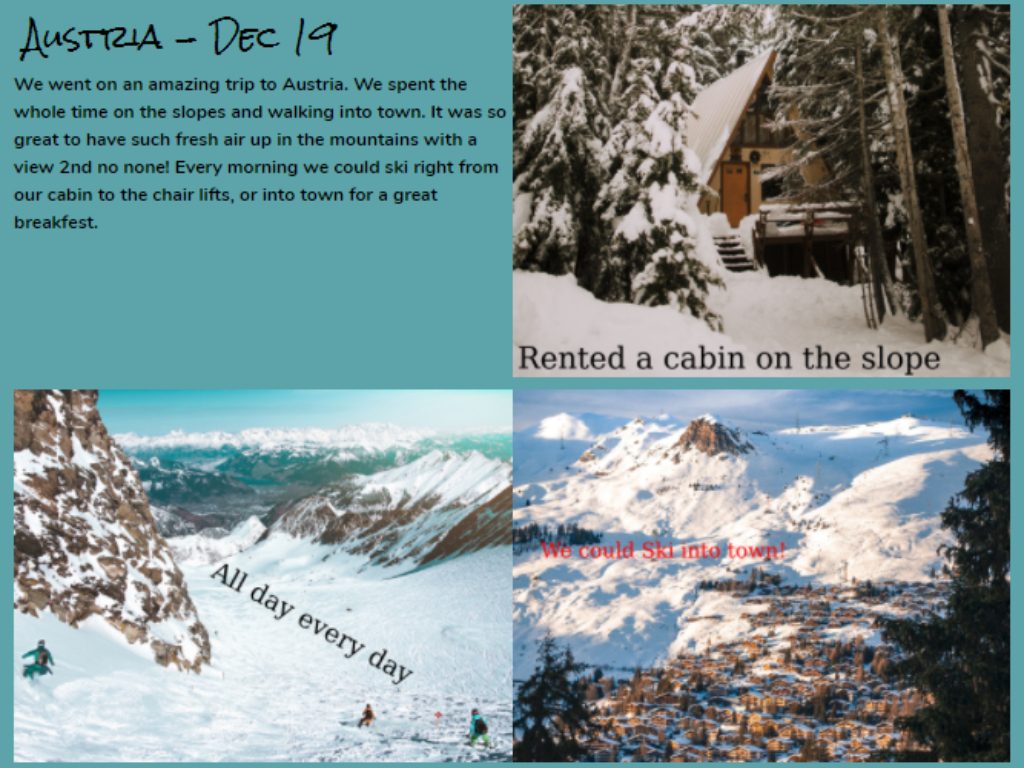 Austria - Dec 19
We went on an amazing trip to Austria. We spent the
whole time on the slopes and walking into town. It was so
great to have such fresh air up in the mountains with a
view 2nd no none! Every morning we could ski right from
our cabin to the chair lifts, or into town for a great
breakfest.
Rented a cabin on the slope
All day every day
We could Ski into town!